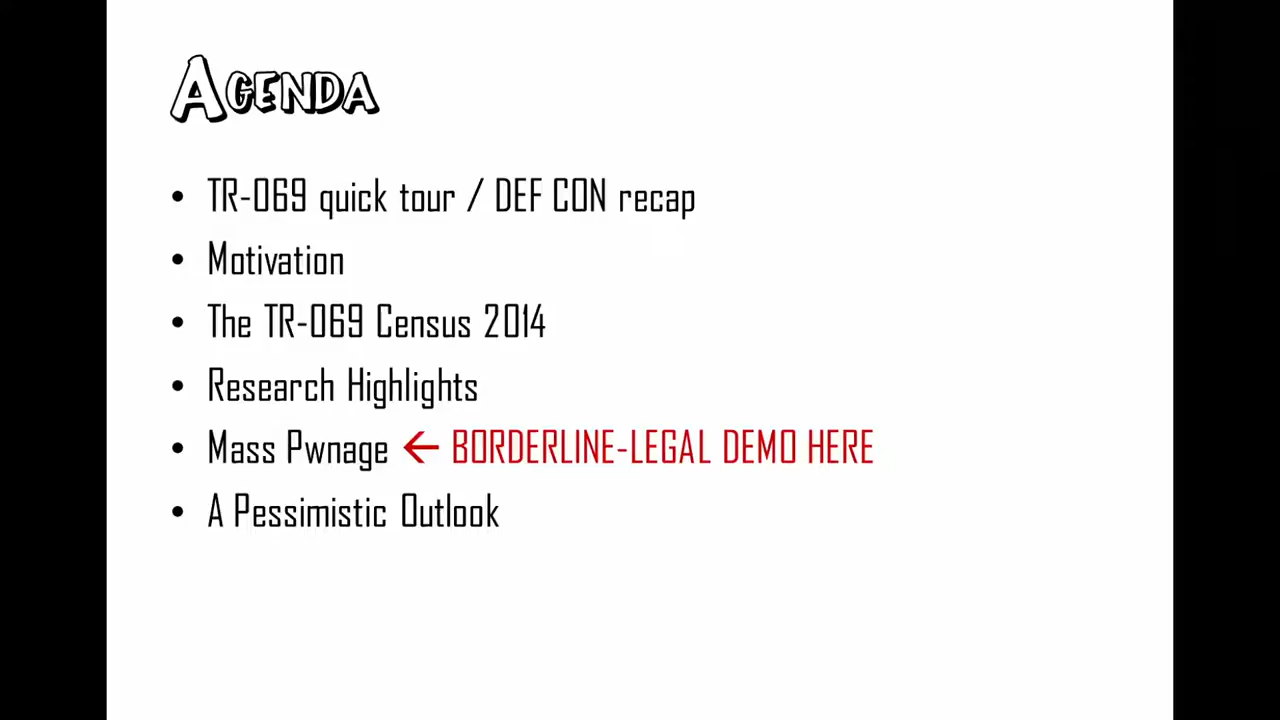 AGENDA
• TR-069 quick tour / DEF CON recap
• Motivation
• The TR-069 Census 2014
• Research Highlights
• Mass Pwnage ← BORDERLINE-LEGAL DEMO HERE
• A Pessimistic Outlook